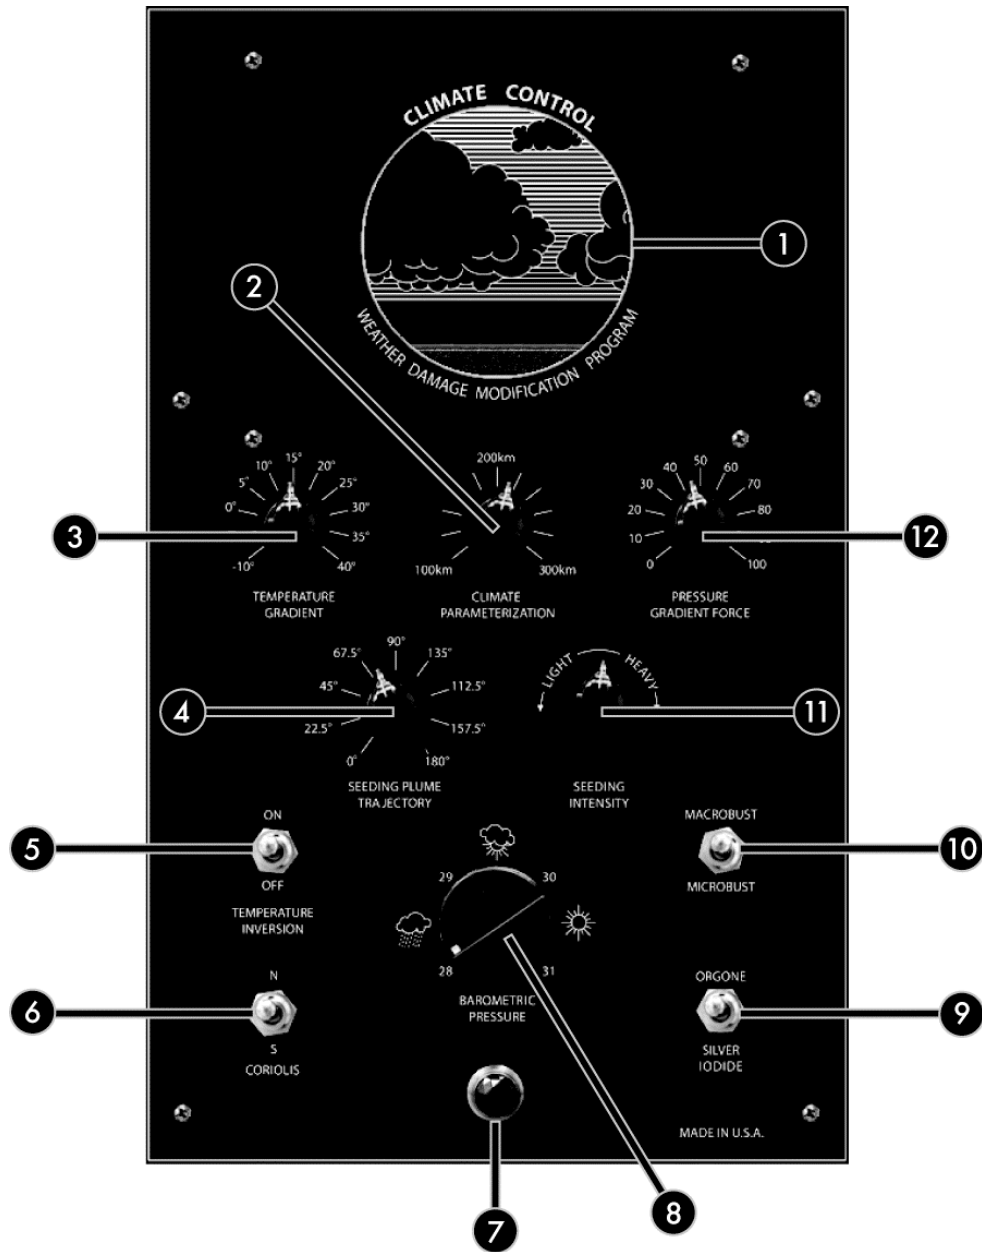 CLIMATE CONTROL
1
2
WEATHER DAMAGE MODIFICATION PROGRAM
10° 15° 20°
5° 25°
0° 30°
35°
-10° 40°
3
TEMPERATURE
GRADIENT
200km
100km 300km
CLIMATE
PARAMETERIZATION
40 50 60
30 70
20 80
10
0 100
12
PRESSURE
GRADIENT FORCE
90°
67.5° 135°
45° 112.5°
22.5° 157.5°
0° 180°
4
SEEDING PLUME
TRAJECTORY
LIGHT HEAVY
11
SEEDING
INTENSITY
ON
5
OFF
TEMPERATURE
INVERSION
MACROBUST
10
MICROBUST
29 30
28 31
BAROMETRIC
PRESSURE
N
6
S
CORIOLIS
ORGONE
9
SILVER
IODIDE
MADE IN U.S.A.
7
8